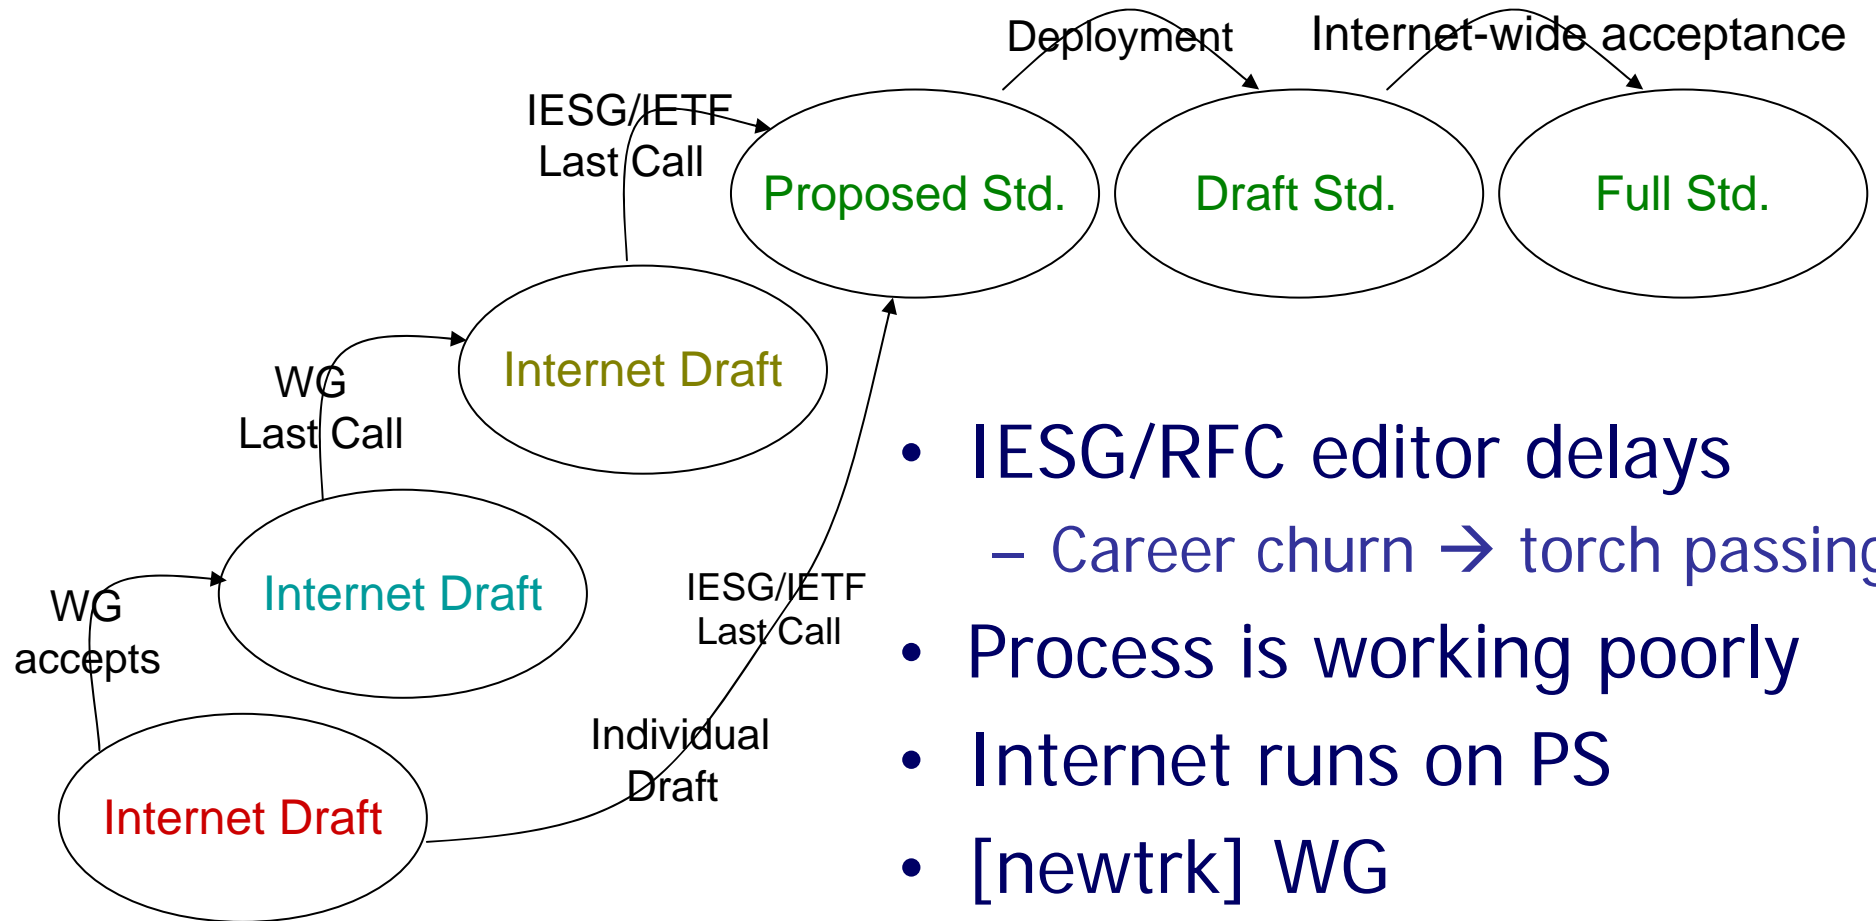 Deployment
Internet-wide acceptance
IESG/IETF
Last Call
Proposed Std.
Draft Std.
Full Std.
Internet Draft
WG
Last Call
Internet Draft
WG
accepts
Internet Draft
IESG/IETF
Last Call
Individual
Draft
• IESG/RFC editor delays
– Career churn → torch passing
• Process is working poorly
• Internet runs on PS
• [newtrk] WG